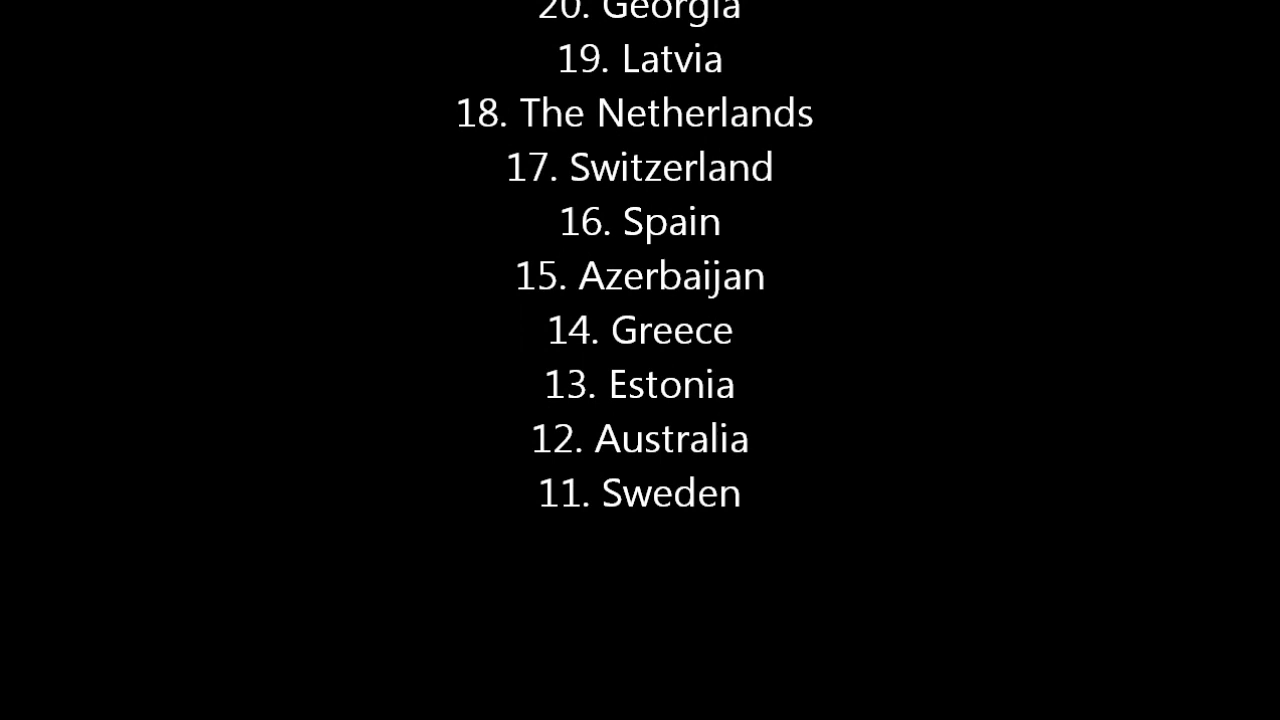 20. Georgia
19. Latvia
18. The Netherlands
17. Switzerland
16. Spain
15. Azerbaijan
14. Greece
13. Estonia
12. Australia
11. Sweden